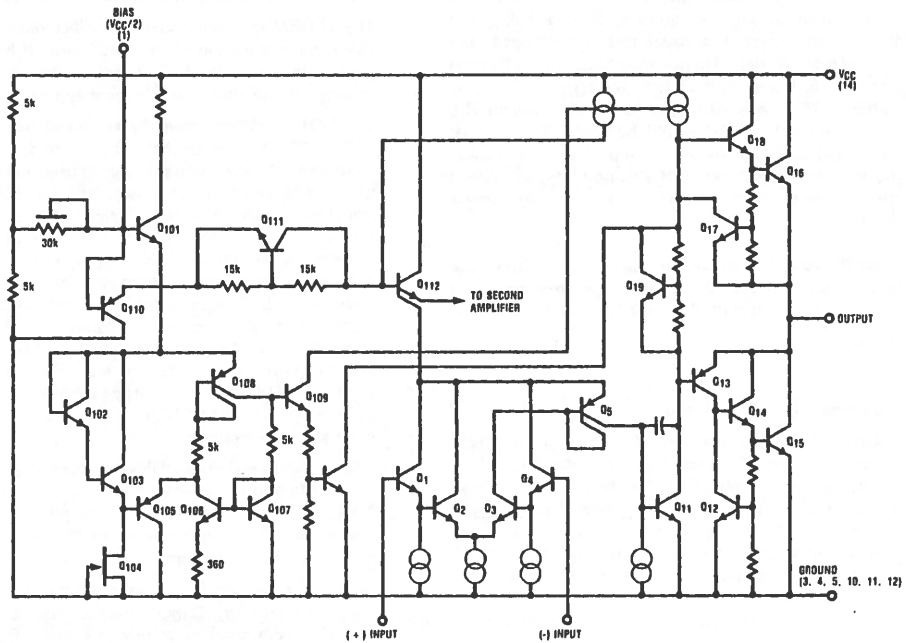 BIAS
(VCC/2)
(1)
VCC
(14)
5k
Q18
Q16
Q101
Q111
Q17
30k
15k
15k
5k
Q112
Q110
TO SECOND
AMPLIFIER
Q19
OUTPUT
Q108
Q13
Q102
Q109
Q5
Q14
5k
5k
Q15
Q103
Q1
Q4
Q105
Q106
Q107
Q2
Q3
Q11
Q12
Q104
360
GROUND
(3, 4, 5, 10, 11, 12)
(+) INPUT
(-) INPUT